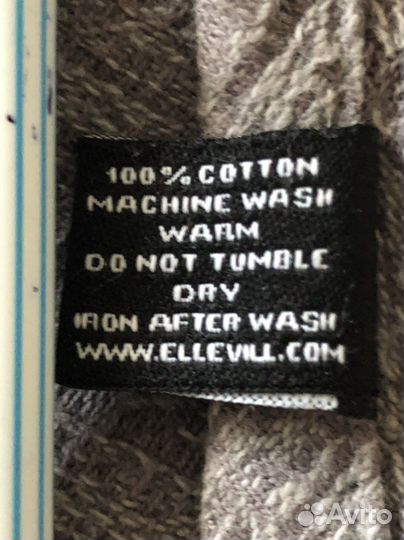 100% COTTON
MACHINE WASH
WARM
DO NOT TUMBLE
DRY
IRON AFTER WASH
WWW.ELLEVILL.COM
Avito